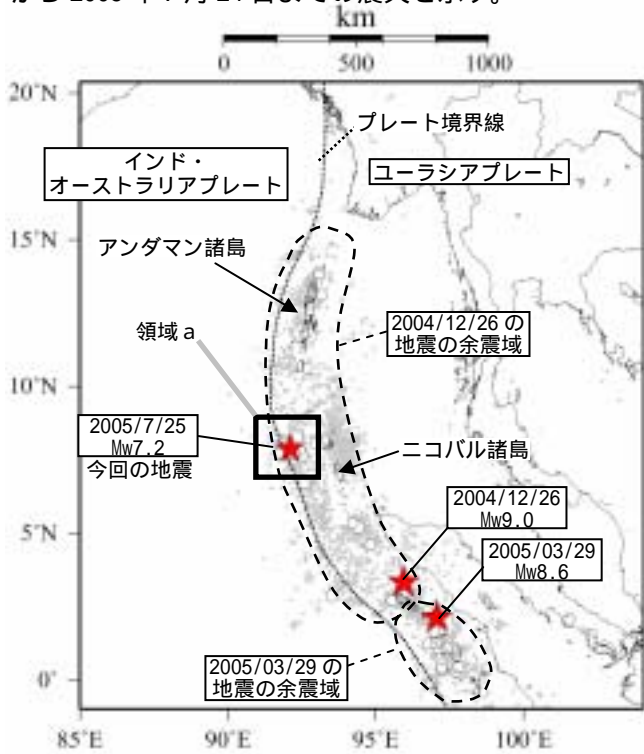 から 2005 年 7 月 27 日までの震央を示す。
km
0 500 1000
20°N
プレート境界線
インド・
オーストラリアプレート
ユーラシアプレート
15°N
アンダマン諸島
領域a
2004/12/26 の
地震の余震域
10°N
2005/7/25
Mw7.2
今回の地震
ニコバル諸島
2004/12/26
Mw9.0
5°N
2005/03/29
Mw8.6
2005/03/29 の
地震の余震域
0°
85°E 90°E 95°E 100°E